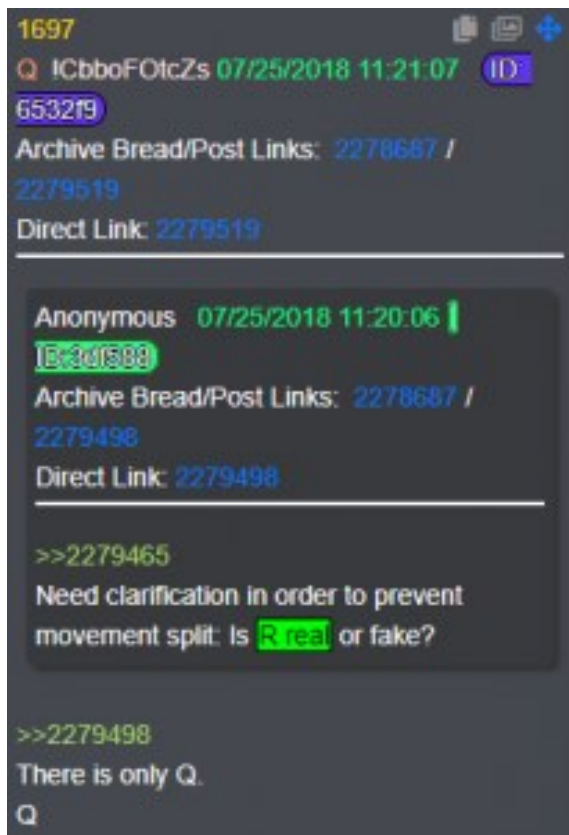 1697
Q !CbboFOtcZs 07/25/2018 11:21:07 ID:
6532f9
Archive Bread/Post Links: 2278687 /
2279519
Direct Link: 2279519
Anonymous 07/25/2018 11:20:06
ID:3df588
Archive Bread/Post Links: 2278687 /
2279498
Direct Link: 2279498
>>2279465
Need clarification in order to prevent
movement split: Is R real or fake?
>>2279498
There is only Q.
Q